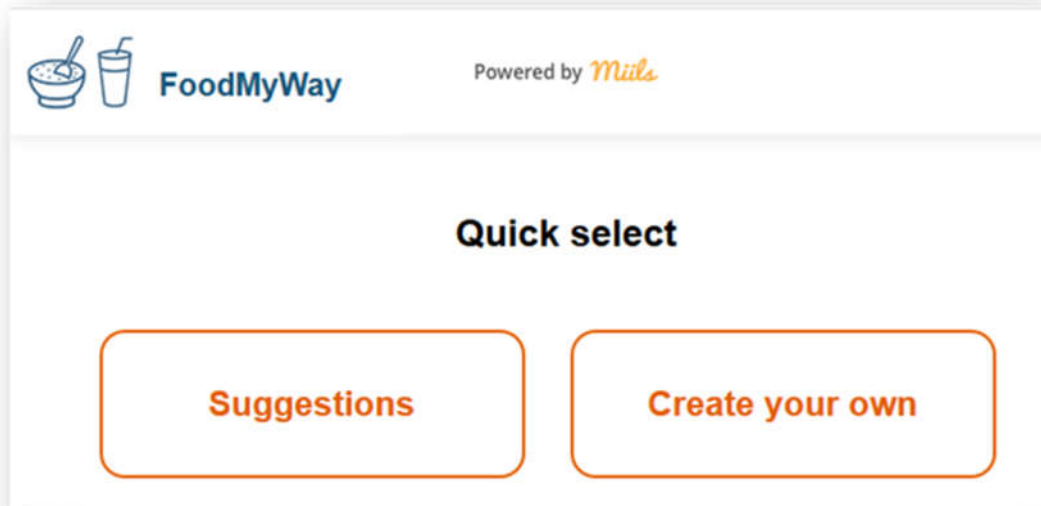 FoodMyWay
Powered by Miils
Quick select
Suggestions
Create your own